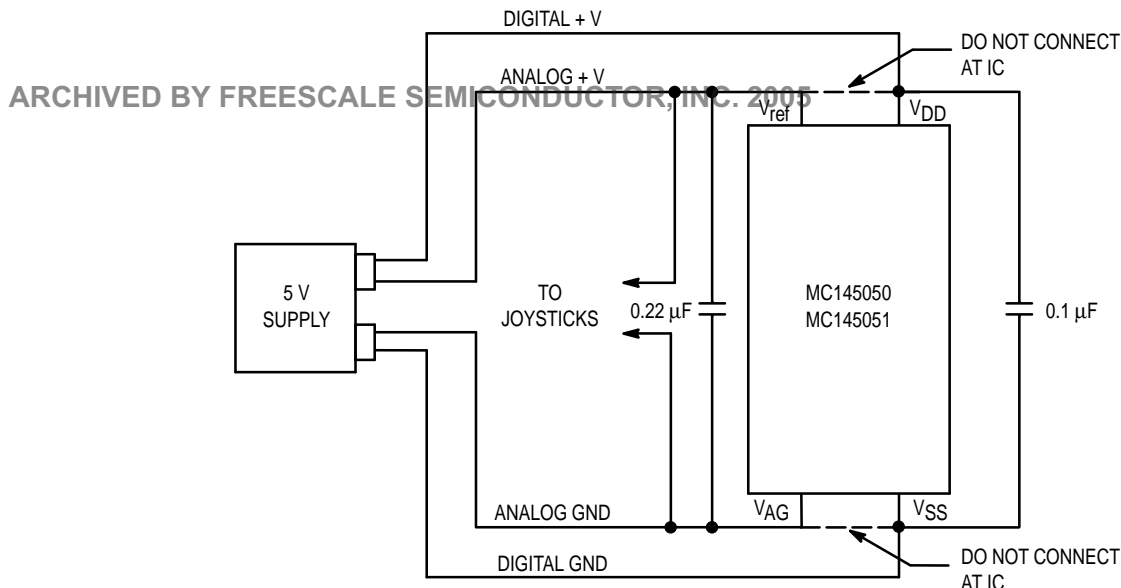 DIGITAL + V
DO NOT CONNECT
AT IC
ANALOG + V
ARCHIVED BY FREESCALE SEMICONDUCTOR, INC. 2005
Vref
VDD
5 V
SUPPLY
TO
JOYSTICKS
0.22 μF
MC145050
MC145051
0.1 μF
ANALOG GND
VAG
VSS
DIGITAL GND
DO NOT CONNECT
AT IC